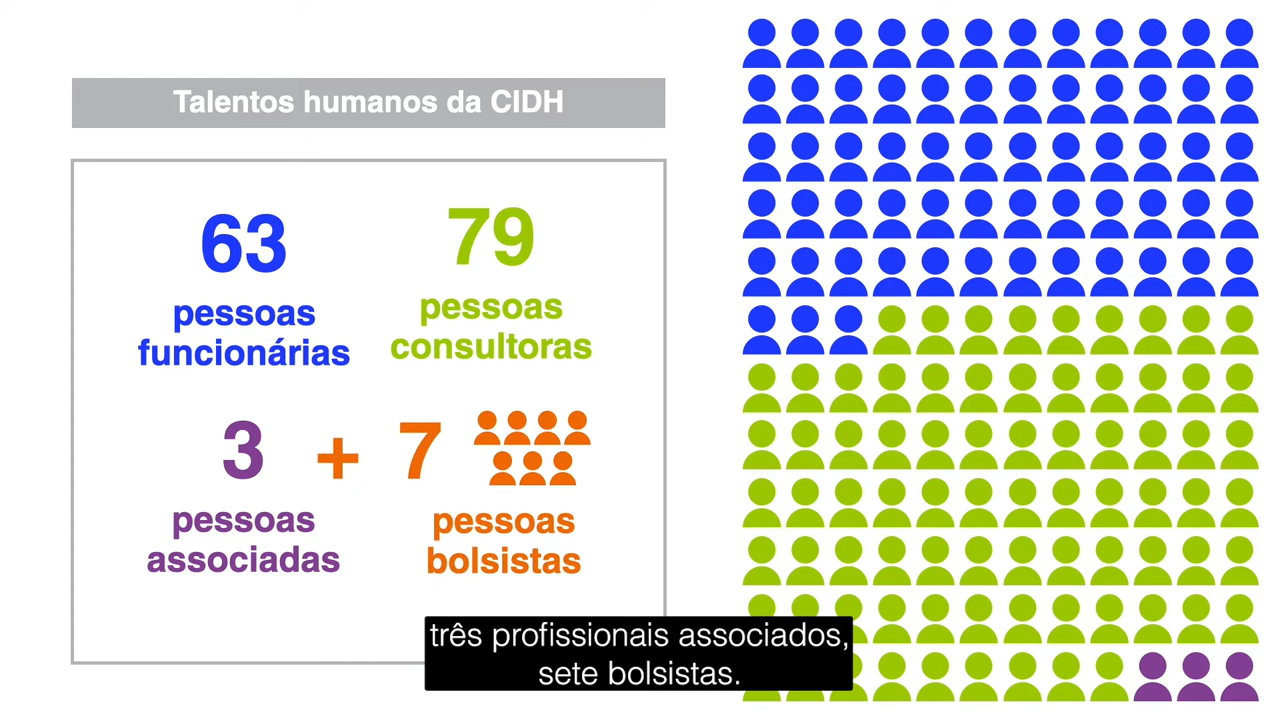 Talentos humanos da CIDH
63
pessoas
funcionárias
79
pessoas
consultoras
3
pessoas
associadas
+ 7
pessoas
bolsistas
três profissionais associados,
sete bolsistas.